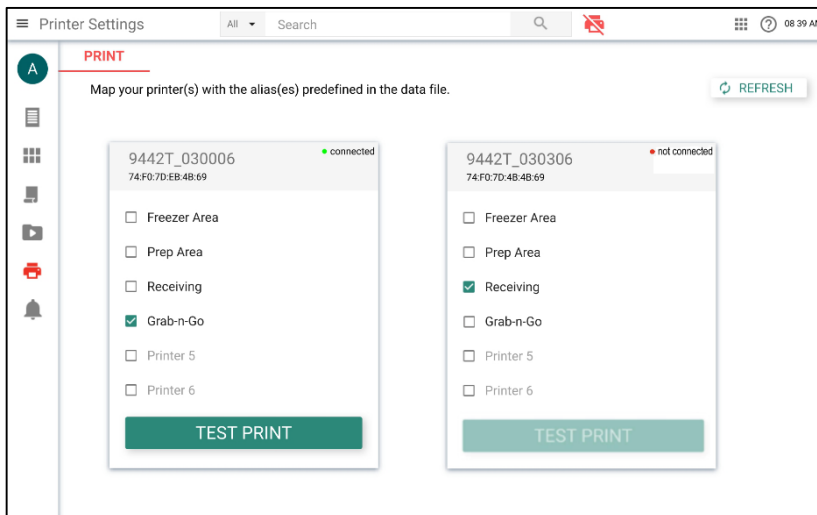 Printer Settings
All
Search
08 39 AM
A
PRINT
Map your printer(s) with the alias(es) predefined in the data file.
REFRESH
9442T_030006
connected
74:F0:7D:EB:4B:69
Freezer Area
Prep Area
Receiving
Grab-n-Go
Printer 5
Printer 6
TEST PRINT
9442T_030306
not connected
74:F0:7D:4B:4B:69
Freezer Area
Prep Area
Receiving
Grab-n-Go
Printer 5
Printer 6
TEST PRINT